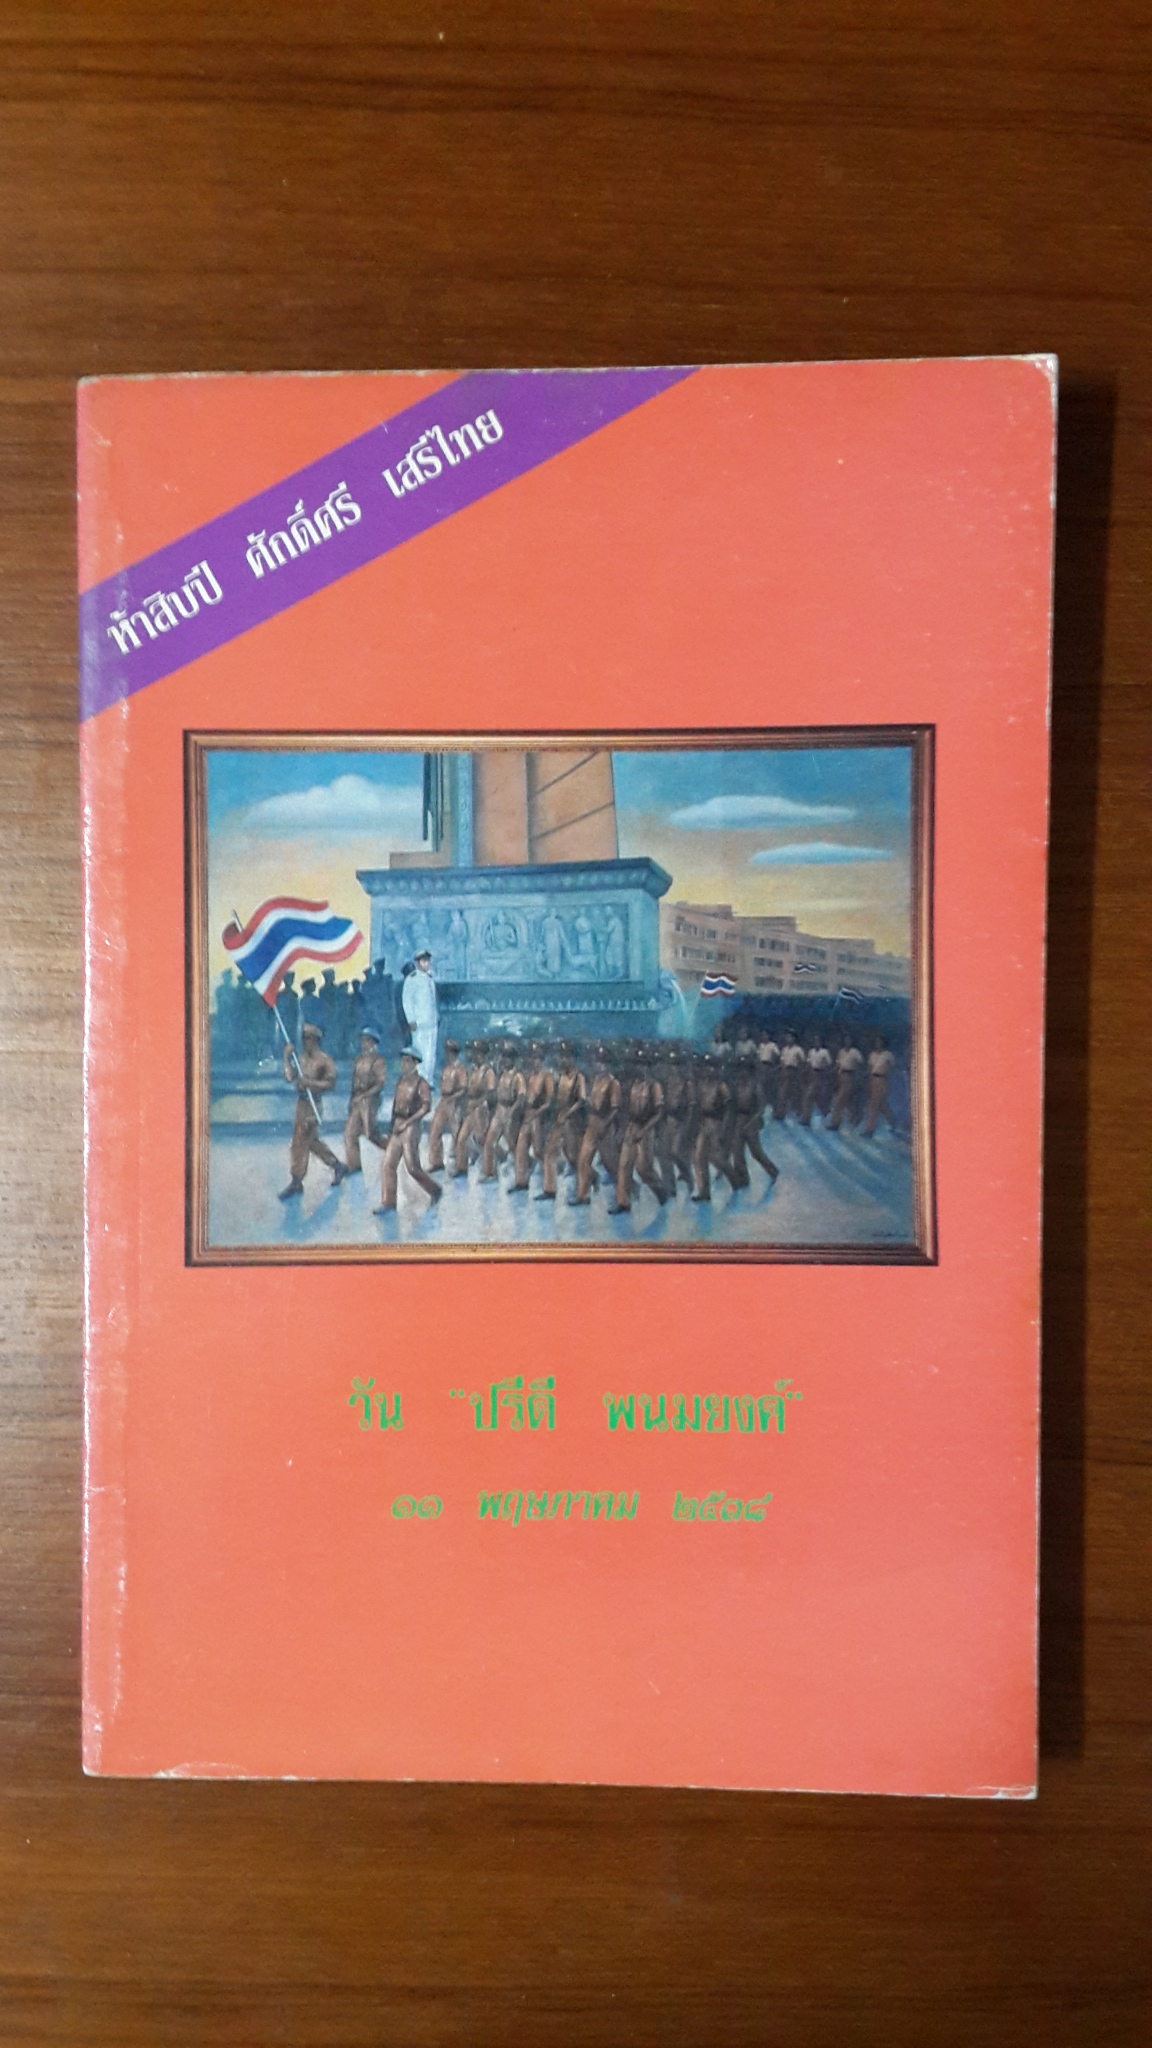 ห้าสิบปี ศักดิ์ศรี เสรีไทย
วัน "ปรีดี พนมยงค์"
๑๑ พฤษภาคม ๒๕๓๘